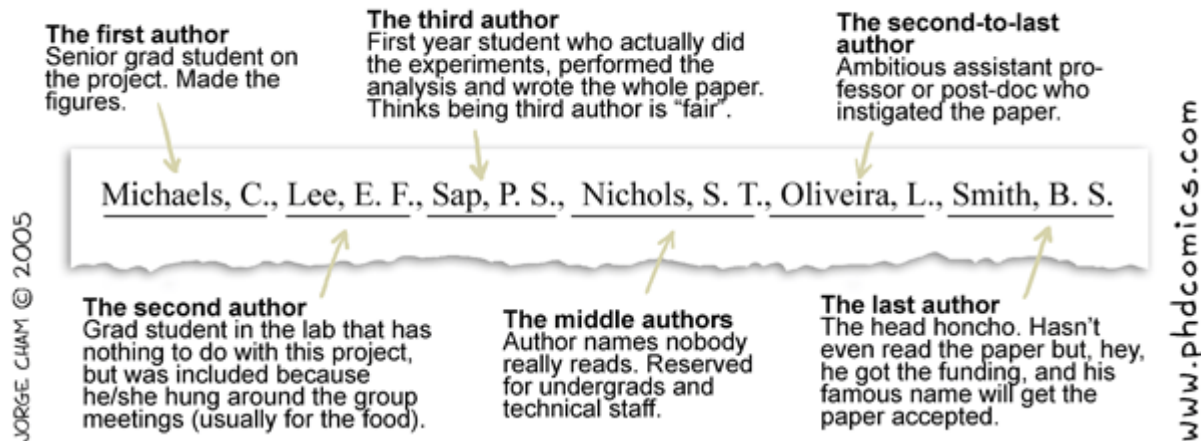 The first author
Senior grad student on
the project. Made the
figures.
The third author
First year student who actually did
the experiments, performed the
analysis and wrote the whole paper.
Thinks being third author is “fair”.
The second-to-last
author
Ambitious assistant pro-
fessor or post-doc who
instigated the paper.
Michaels, C., Lee, E. F., Sap, P. S., Nichols, S. T., Oliveira, L., Smith, B. S.
The second author
Grad student in the lab that has
nothing to do with this project,
but was included because
he/she hung around the group
meetings (usually for the food).
The middle authors
Author names nobody
really reads. Reserved
for undergrads and
technical staff.
The last author
The head honcho. Hasn’t
even read the paper but, hey,
he got the funding, and his
famous name will get the
paper accepted.
JORGE CHAM © 2005
www.phdcomics.com